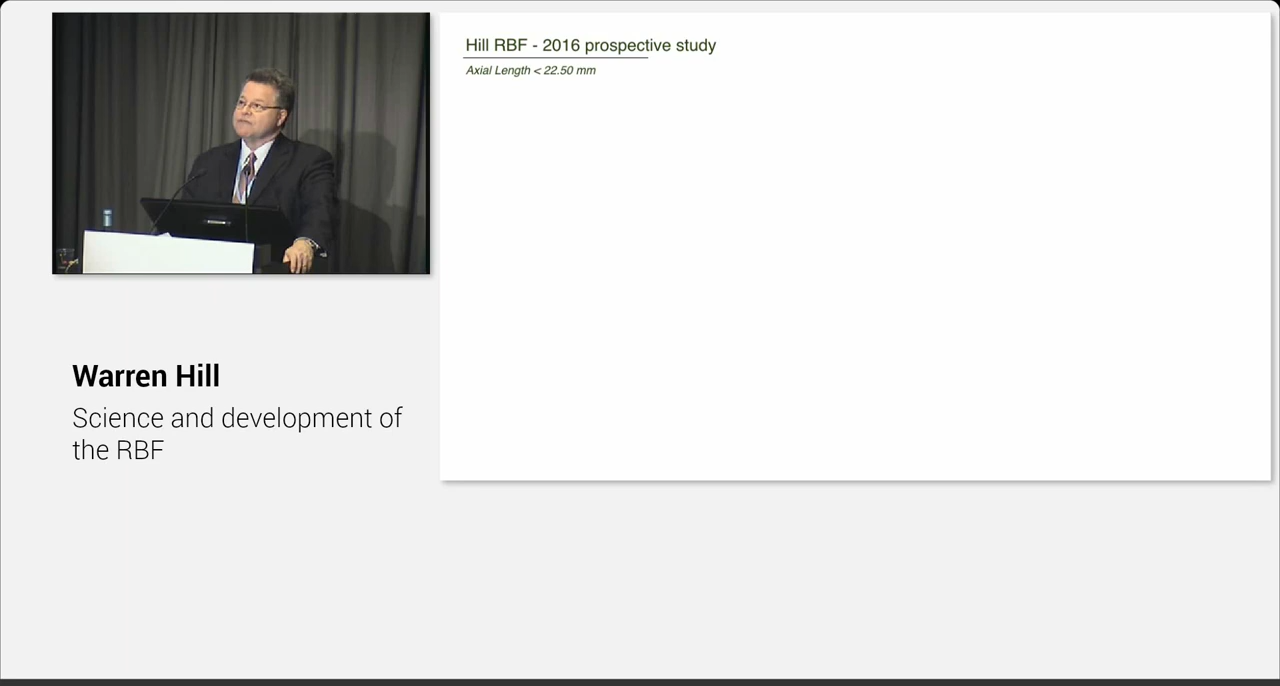 Hill RBF - 2016 prospective study
Axial Length < 22.50 mm
Warren Hill
Science and development of
the RBF